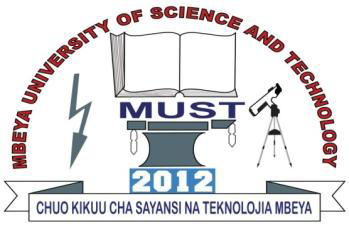 MBEYA UNIVERSITY OF SCIENCE AND TECHNOLOGY
MUST
2012
CHUO KIKUU CHA SAYANSI NA TEKNOLOJIA MBEYA